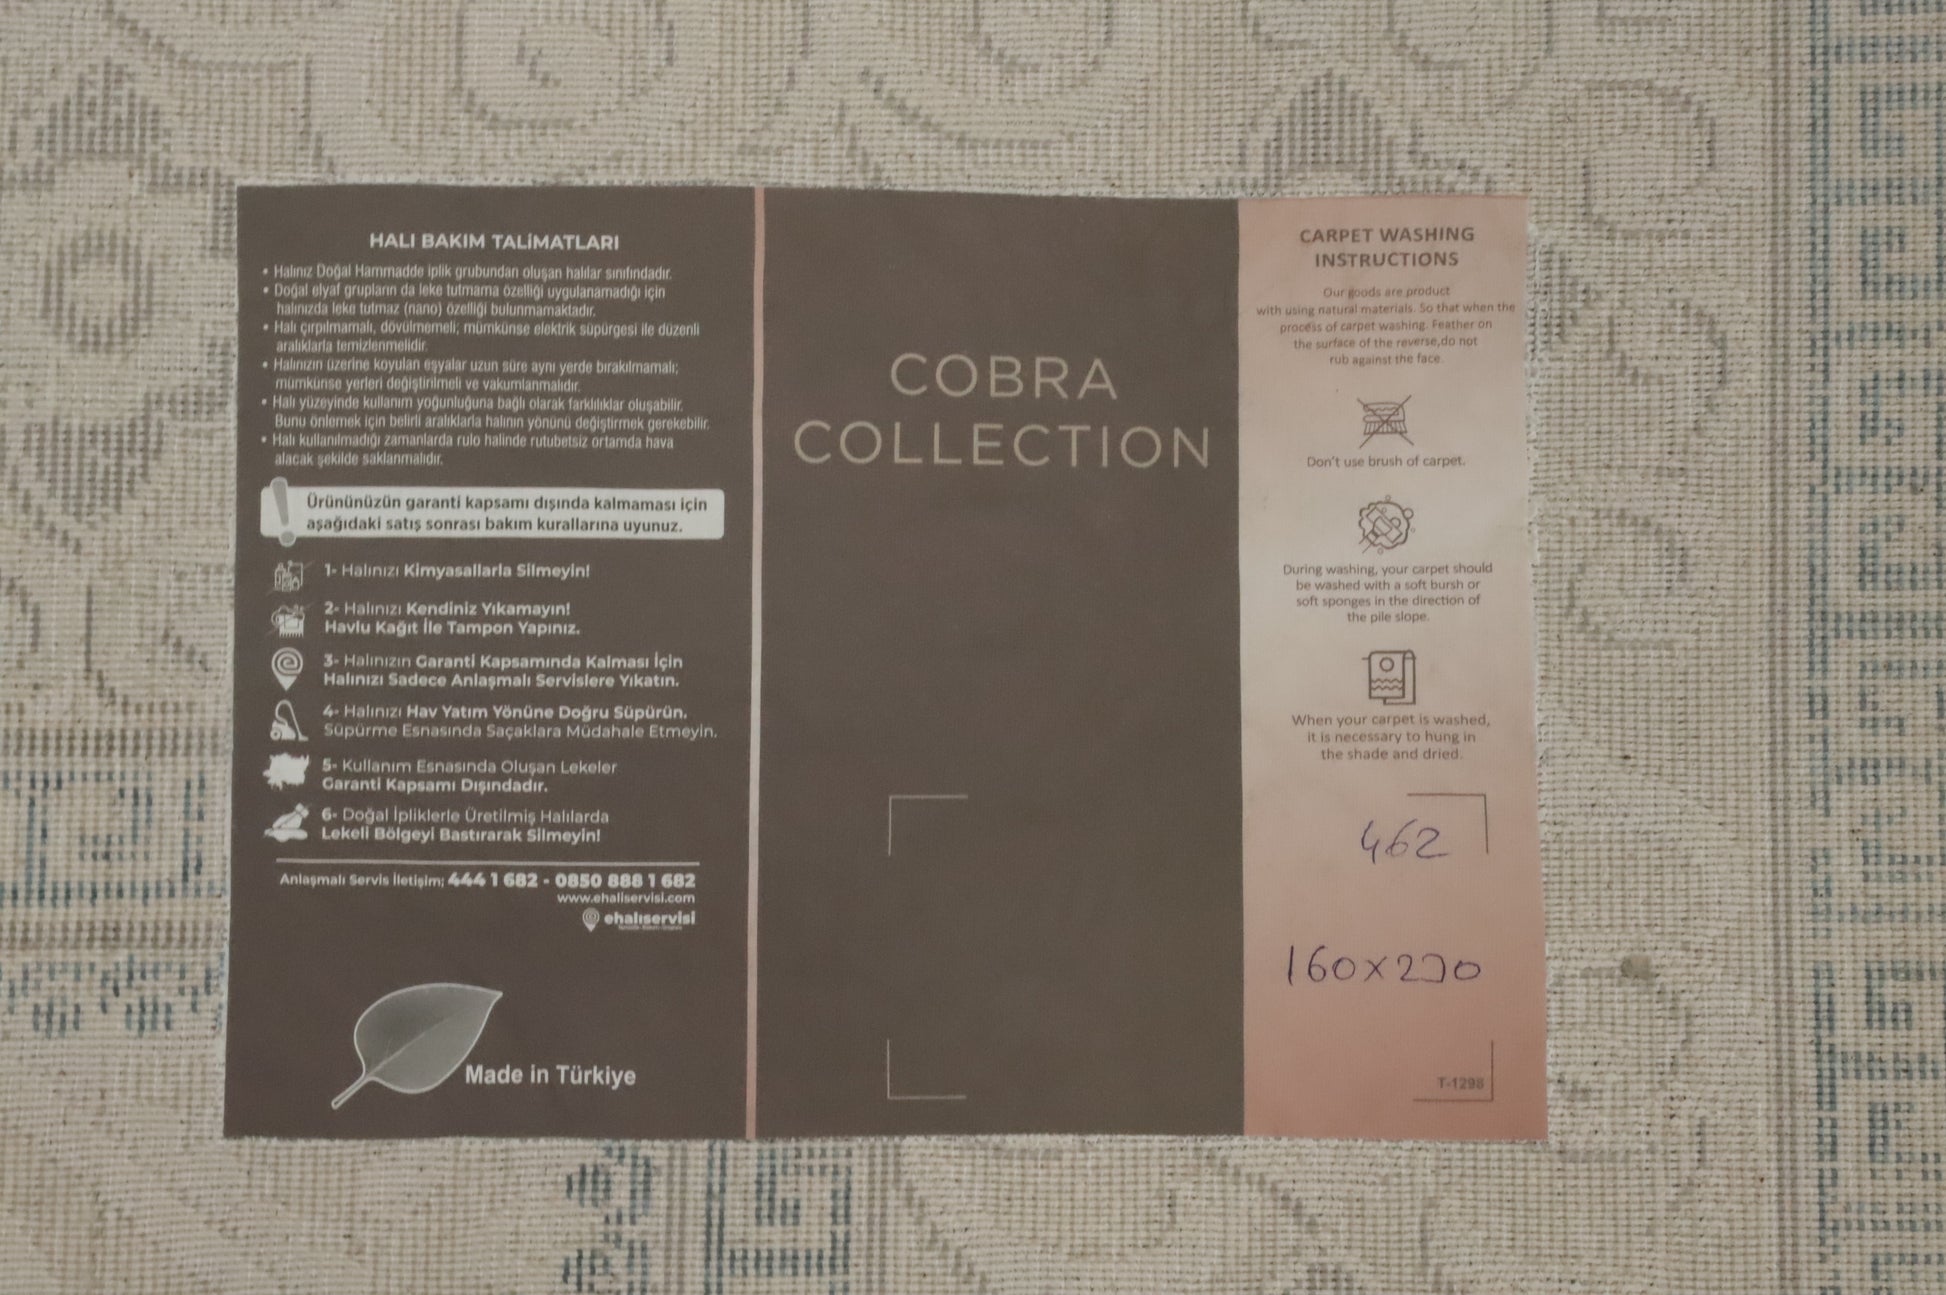 HALI BAKIM TALİMATLARI
• Halınız Doğal Hammadde iplik grubundan oluşan halılar sınıfındadır.
• Doğal elyaf grupların da leke tutmama özelliği uygulanamadığı için
halınızda leke tutmaz (nano) özelliği bulunmamaktadır.
• Halı çırpılmamalı, dövülmemeli; mümkünse elektrik süpürgesi ile düzenli
aralıklarla temizlenmelidir.
• Halınızın üzerine koyulan eşyalar uzun süre aynı yerde bırakılmamalı;
mümkünse yerleri değiştirilmeli ve vakumlanmalıdır.
• Halı yüzeyinde kullanım yoğunluğuna bağlı olarak farklılıklar oluşabilir.
Bunu önlemek için belirli aralıklarla halının yönünü değiştirmek gerekebilir.
• Halı kullanılmadığı zamanlarda rulo halinde rutubetsiz ortamda hava
alacak şekilde saklanmalıdır.
Ürününüzün garanti kapsamı dışında kalmaması için
aşağıdaki satış sonrası bakım kurallarına uyunuz.
1- Halınızı Kimyasallarla Silmeyin!
2- Halınızı Kendiniz Yıkamayın!
Havlu Kağıt İle Tampon Yapınız.
3- Halınızın Garanti Kapsamında Kalması İçin
Halınızı Sadece Anlaşmalı Servislere Yıkatın.
4- Halınızı Hav Yatım Yönüne Doğru Süpürün.
Süpürme Esnasında Saçaklara Müdahale Etmeyin.
5- Kullanım Esnasında Oluşan Lekeler
Garanti Kapsamı Dışındadır.
6- Doğal İpliklerle Üretilmiş Halılarda
Lekeli Bölgeyi Bastırarak Silmeyin!
Anlaşmalı Servis İletişim; 444 1 682 - 0850 888 1 682
www.ehaliservisi.com
ehalıservisi
Made in Türkiye
COBRA
COLLECTION
CARPET WASHING
INSTRUCTIONS
Our goods are product
with using natural materials. So that when the
process of carpet washing. Feather on
the surface of the reverse,do not
rub against the face.
Don't use brush of carpet.
During washing, your carpet should
be washed with a soft bursh or
soft sponges in the direction of
the pile slope.
When your carpet is washed,
it is necessary to hung in
the shade and dried.
462
160x230
T-1298